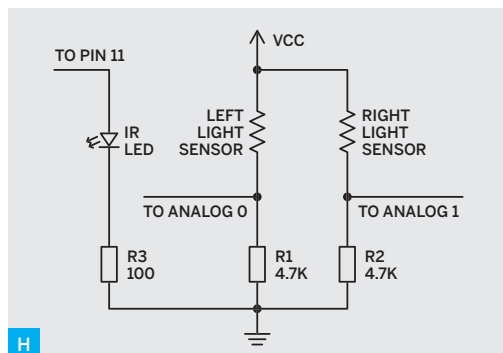 VCC
TO PIN 11
IR
LED
LEFT
LIGHT
SENSOR
RIGHT
LIGHT
SENSOR
TO ANALOG 0
TO ANALOG 1
R3
100
R1
4.7K
R2
4.7K
H